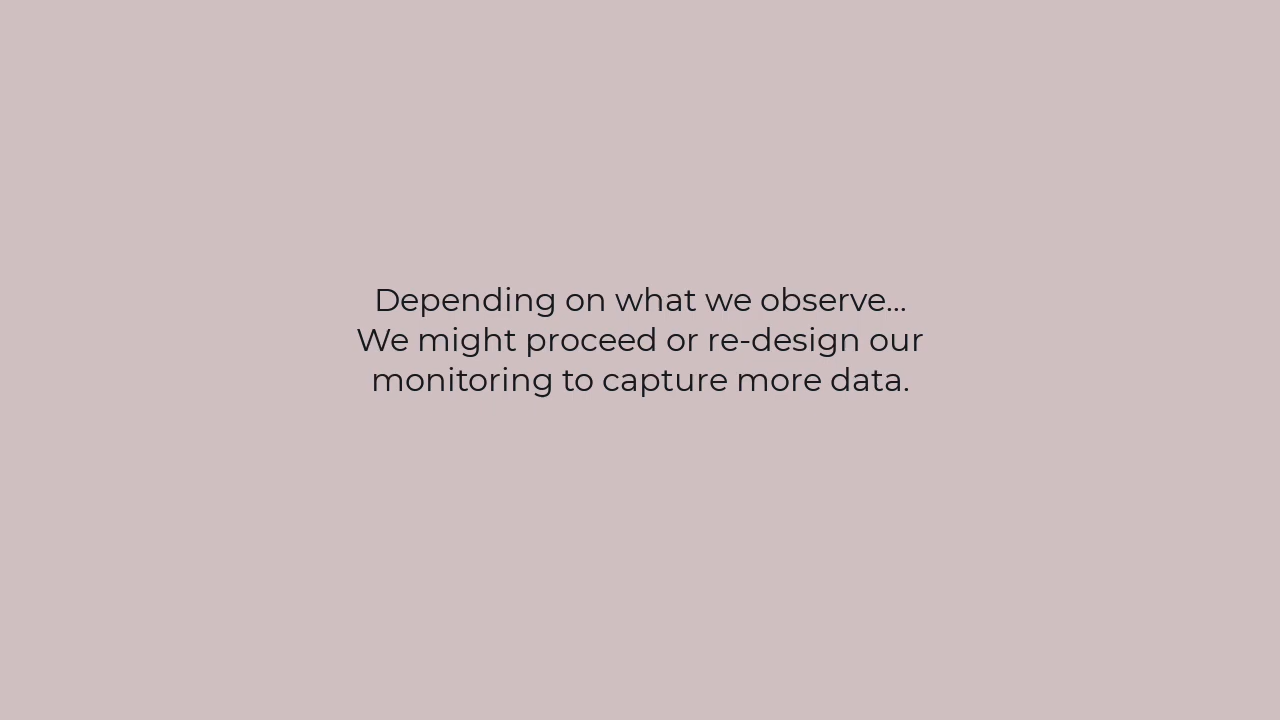 Depending on what we observe...
We might proceed or re-design our
monitoring to capture more data.